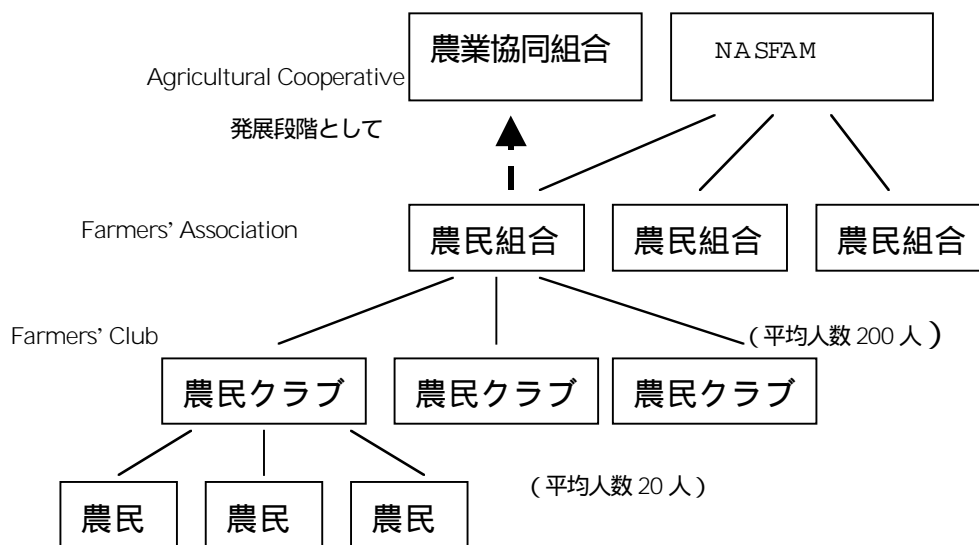 農業協同組合 NASFAM
Agricultural Cooperative
発展段階として
Farmers' Association 農民組合 農民組合 農民組合
Farmers' Club (平均人数 200 人)
農民クラブ 農民クラブ 農民クラブ
(平均人数 20 人)
農民 農民 農民